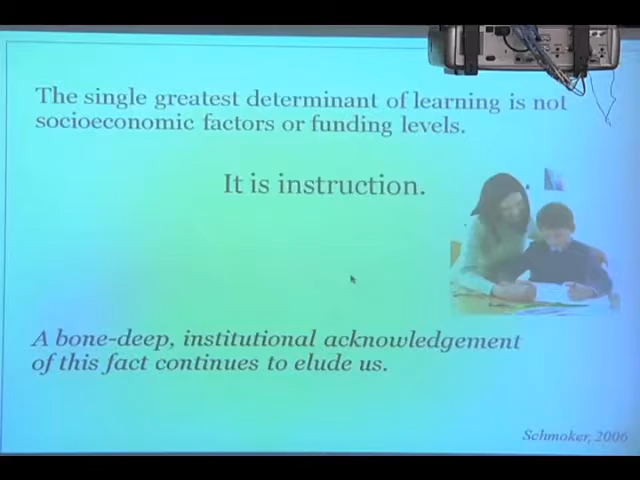 The single greatest determinant of learning is not
socioeconomic factors or funding levels.
It is instruction.
A bone-deep, institutional acknowledgement
of this fact continues to elude us.
Schmoker, 2006